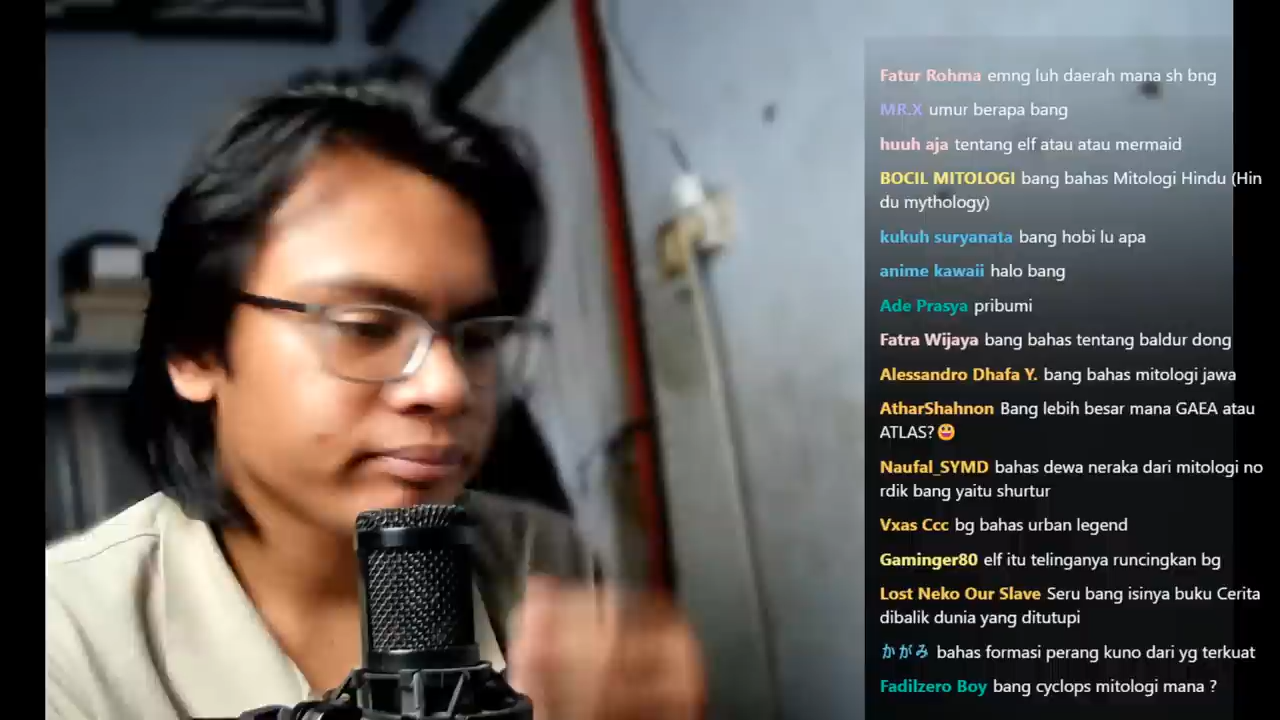 Fatur Rohma emng luh daerah mana sh bng
MR.X umur berapa bang
huuh aja tentang elf atau atau mermaid
BOCIL MITOLOGI bang bahas Mitologi Hindu (Hin
du mythology)
kukuh suryanata bang hobi lu apa
anime kawaii halo bang
Ade Prasya pribumi
Fatra Wijaya bang bahas tentang baldur dong
Alessandro Dhafa Y. bang bahas mitologi jawa
AtharShahnon Bang lebih besar mana GAEA atau
ATLAS?😃
Naufal_SYMD bahas dewa neraka dari mitologi no
rdik bang yaitu shurtur
Vxas Ccc bg bahas urban legend
Gaminger80 elf itu telinganya runcingkan bg
Lost Neko Our Slave Seru bang isinya buku Cerita
dibalik dunia yang ditutupi
かがみ bahas formasi perang kuno dari yg terkuat
Fadilzero Boy bang cyclops mitologi mana ?